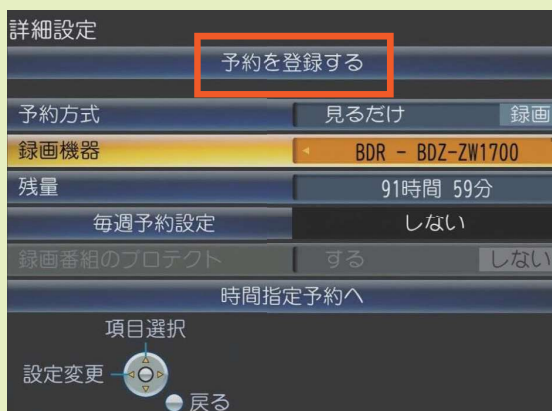 詳細設定
予約を登録する
予約方式 見るだけ 録画
録画機器 BDR - BDZ-ZW1700
残量 91時間 59分
毎週予約設定 しない
録画番組のプロテクト する しない
時間指定予約へ
項目選択
設定変更
戻る